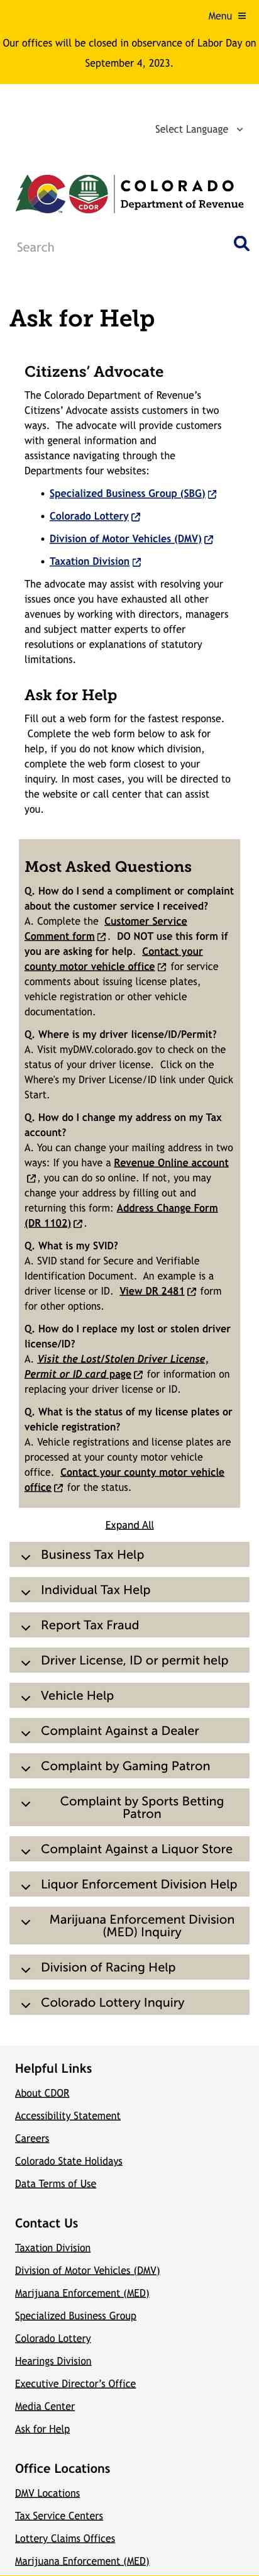 Menu ≡
Our offices will be closed in observance of Labor Day on
September 4, 2023.
Select Language
CDOR
COLORADO
Department of Revenue
Search
Ask for Help
Citizens’ Advocate
The Colorado Department of Revenue’s
Citizens’ Advocate assists customers in two
ways. The advocate will provide customers
with general information and
assistance navigating through the
Departments four websites:
• Specialized Business Group (SBG)
• Colorado Lottery
• Division of Motor Vehicles (DMV)
• Taxation Division
The advocate may assist with resolving your
issues once you have exhausted all other
avenues by working with directors, managers
and subject matter experts to offer
resolutions or explanations of statutory
limitations.
Ask for Help
Fill out a web form for the fastest response.
Complete the web form below to ask for
help, if you do not know which division,
complete the web form closest to your
inquiry. In most cases, you will be directed to
the website or call center that can assist
you.
Most Asked Questions
Q. How do I send a compliment or complaint
about the customer service I received?
A. Complete the Customer Service
Comment form. DO NOT use this form if
you are asking for help. Contact your
county motor vehicle office for service
comments about issuing license plates,
vehicle registration or other vehicle
documentation.
Q. Where is my driver license/ID/Permit?
A. Visit myDMV.colorado.gov to check on the
status of your driver license. Click on the
Where's my Driver License/ID link under Quick
Start.
Q. How do I change my address on my Tax
account?
A. You can change your mailing address in two
ways: If you have a Revenue Online account
, you can do so online. If not, you may
change your address by filling out and
returning this form: Address Change Form
(DR 1102).
Q. What is my SVID?
A. SVID stand for Secure and Verifiable
Identification Document. An example is a
driver license or ID. View DR 2481 form
for other options.
Q. How do I replace my lost or stolen driver
license/ID?
A. Visit the Lost/Stolen Driver License,
Permit or ID card page for information on
replacing your driver license or ID.
Q. What is the status of my license plates or
vehicle registration?
A. Vehicle registrations and license plates are
processed at your county motor vehicle
office. Contact your county motor vehicle
office for the status.
Expand All
Business Tax Help
Individual Tax Help
Report Tax Fraud
Driver License, ID or permit help
Vehicle Help
Complaint Against a Dealer
Complaint by Gaming Patron
Complaint by Sports Betting
Patron
Complaint Against a Liquor Store
Liquor Enforcement Division Help
Marijuana Enforcement Division
(MED) Inquiry
Division of Racing Help
Colorado Lottery Inquiry
Helpful Links
About CDOR
Accessibility Statement
Careers
Colorado State Holidays
Data Terms of Use
Contact Us
Taxation Division
Division of Motor Vehicles (DMV)
Marijuana Enforcement (MED)
Specialized Business Group
Colorado Lottery
Hearings Division
Executive Director’s Office
Media Center
Ask for Help
Office Locations
DMV Locations
Tax Service Centers
Lottery Claims Offices
Marijuana Enforcement (MED)